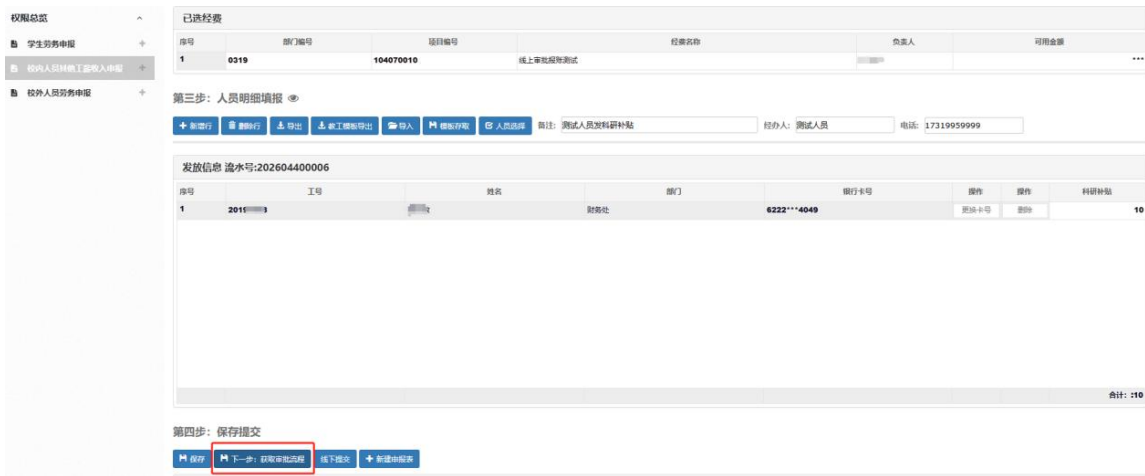 权限总览
学生劳务申报
校内人员其他工薪收入申报
校外人员劳务申报
已选经费
序号 部门编号 项目编号 经费名称 负责人 可用金额
1 0319 104070010 线上审批报账测试 ***
第三步：人员明细填报
新增行 删除行 导出 教工模板导出 导入 模板存取 人员选择 备注: 测试人员发科研补贴 经办人: 测试人员 电话: 17319959999
发放信息 流水号:202604400006
序号 工号 姓名 部门 银行卡号 操作 操作 科研补贴
1 2019 财务处 6222***4049 更换卡号 删除 10
合计: :10
第四步：保存提交
保存 下一步：获取审批流程 线下提交 新建申报表